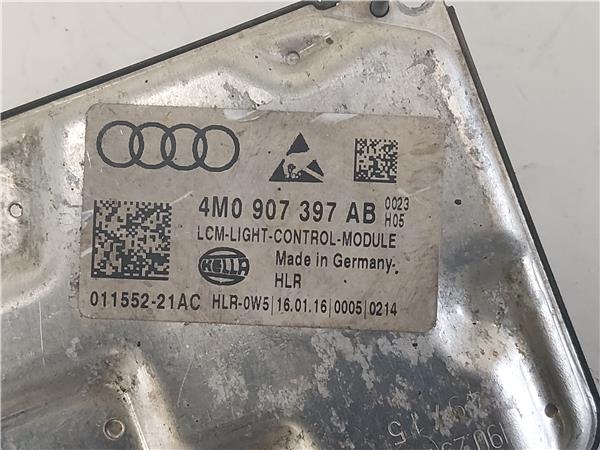 4M0 907 397 AB 0023 H05
LCM-LIGHT-CONTROL-MODULE
HELLA
Made in Germany.
HLR
011552-21AC HLR-0W5|16.01.16|0005|0214